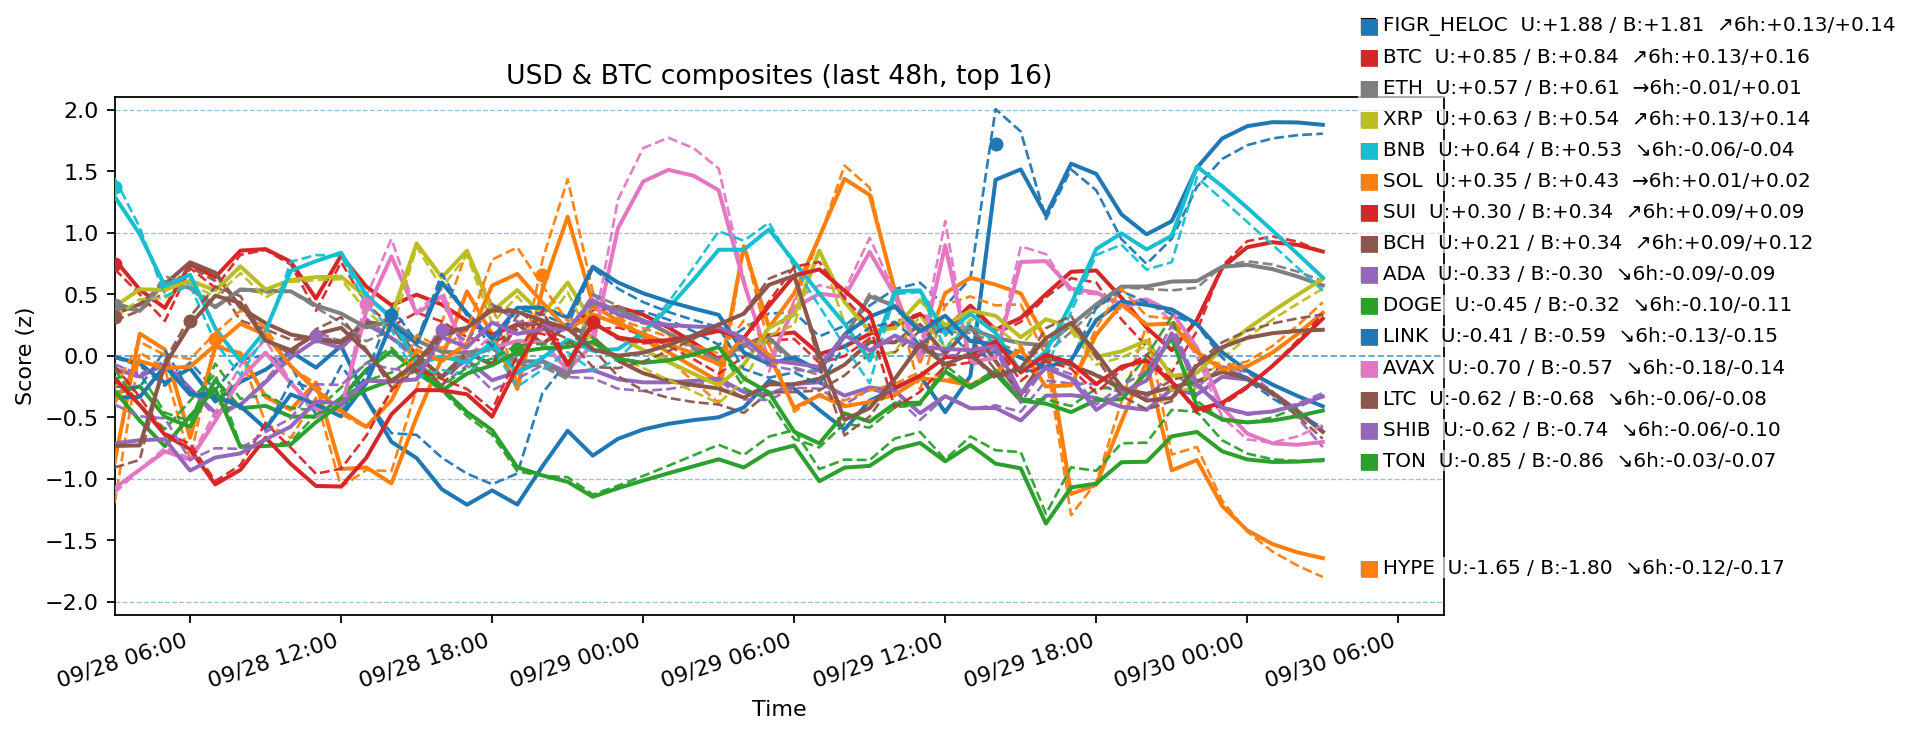 USD & BTC composites (last 48h, top 16)
FIGR_HELOC  U:+1.88 / B:+1.81  ↗6h:+0.13/+0.14
BTC  U:+0.85 / B:+0.84  ↗6h:+0.13/+0.16
ETH  U:+0.57 / B:+0.61  →6h:-0.01/+0.01
XRP  U:+0.63 / B:+0.54  ↗6h:+0.13/+0.14
BNB  U:+0.64 / B:+0.53  ↘6h:-0.06/-0.04
SOL  U:+0.35 / B:+0.43  →6h:+0.01/+0.02
SUI  U:+0.30 / B:+0.34  ↗6h:+0.09/+0.09
BCH  U:+0.21 / B:+0.34  ↗6h:+0.09/+0.12
ADA  U:-0.33 / B:-0.30  ↘6h:-0.09/-0.09
DOGE  U:-0.45 / B:-0.32  ↘6h:-0.10/-0.11
LINK  U:-0.41 / B:-0.59  ↘6h:-0.13/-0.15
AVAX  U:-0.70 / B:-0.57  ↘6h:-0.18/-0.14
LTC  U:-0.62 / B:-0.68  ↘6h:-0.06/-0.08
SHIB  U:-0.62 / B:-0.74  ↘6h:-0.06/-0.10
TON  U:-0.85 / B:-0.86  ↘6h:-0.03/-0.07
HYPE  U:-1.65 / B:-1.80  ↘6h:-0.12/-0.17
Score (z)
2.0
1.5
1.0
0.5
0.0
−0.5
−1.0
−1.5
−2.0
09/28 06:00
09/28 12:00
09/28 18:00
09/29 00:00
09/29 06:00
09/29 12:00
09/29 18:00
09/30 00:00
09/30 06:00
Time